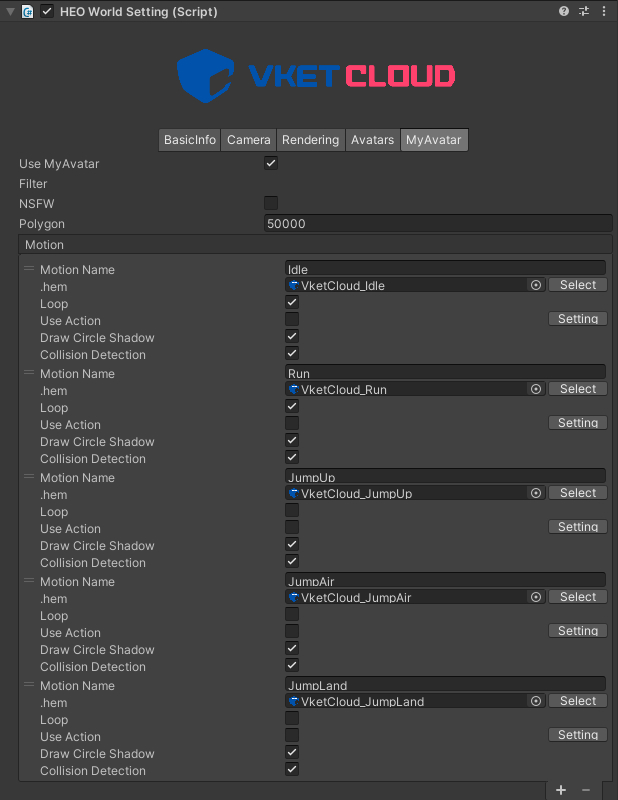 HEO World Setting (Script)
VKET CLOUD
BasicInfo Camera Rendering Avatars MyAvatar
Use MyAvatar
Filter
NSFW
Polygon 50000
Motion
Motion Name Idle
.hem VketCloud_Idle Select
Loop
Use Action Setting
Draw Circle Shadow
Collision Detection
Motion Name Run
.hem VketCloud_Run Select
Loop
Use Action Setting
Draw Circle Shadow
Collision Detection
Motion Name JumpUp
.hem VketCloud_JumpUp Select
Loop
Use Action Setting
Draw Circle Shadow
Collision Detection
Motion Name JumpAir
.hem VketCloud_JumpAir Select
Loop
Use Action Setting
Draw Circle Shadow
Collision Detection
Motion Name JumpLand
.hem VketCloud_JumpLand Select
Loop
Use Action Setting
Draw Circle Shadow
Collision Detection